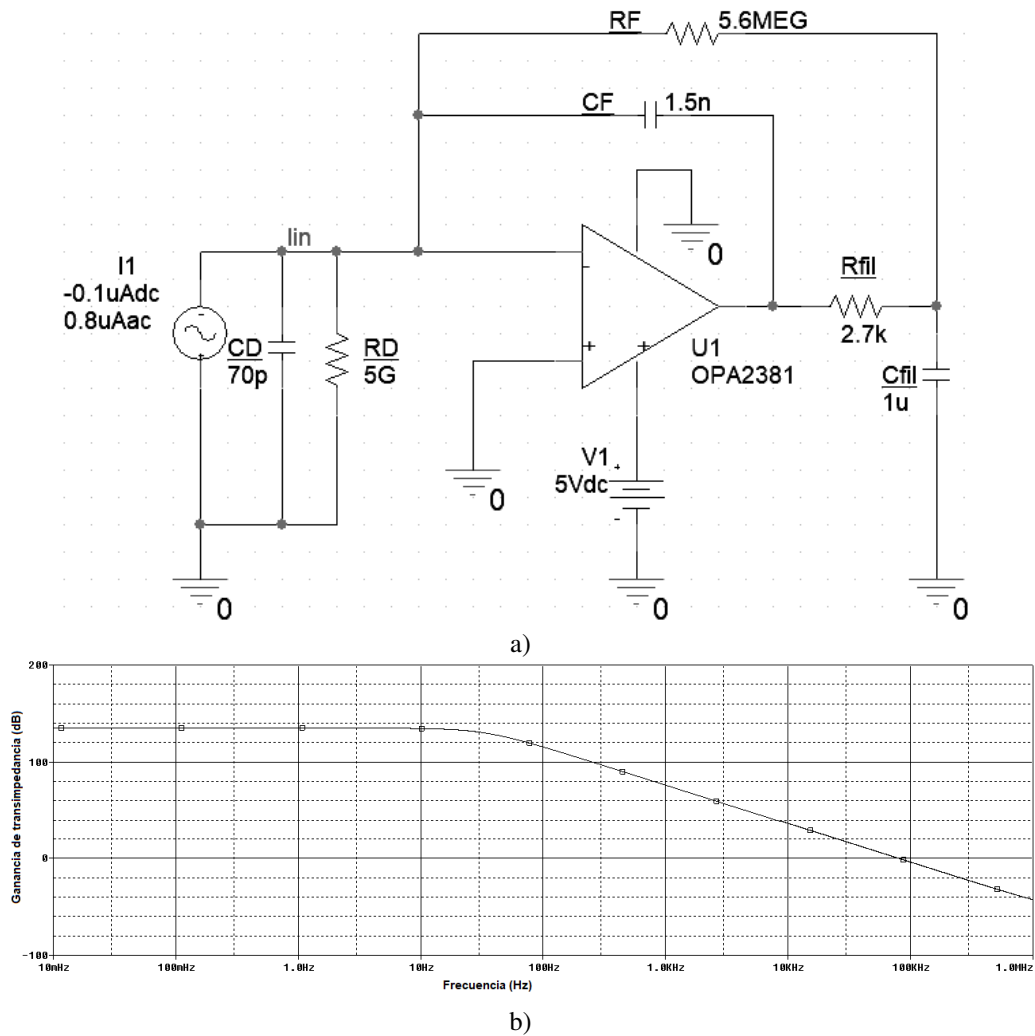 RF
5.6MEG
CF
1.5n
Iin
I1
-0.1uAdc
0.8uAac
CD
70p
RD
5G
-
+
+
0
0
U1
OPA2381
Rfil
2.7k
Cfil
1u
V1
5Vdc
+
-
0
0
0
a)
Ganancia de transimpedancia (dB)
200
100
0
-100
10mHz 100mHz 1.0Hz 10Hz 100Hz 1.0KHz 10KHz 100KHz 1.0MHz
Frecuencia (Hz)
b)